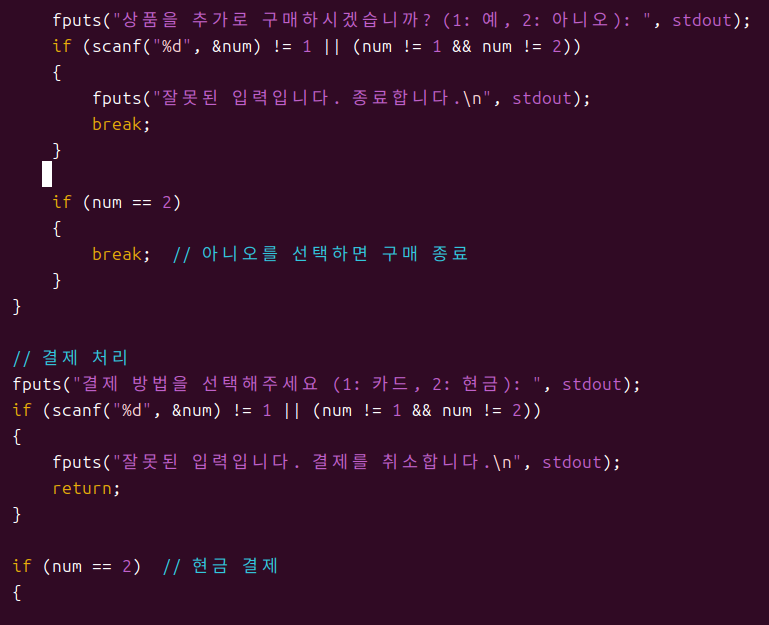 fputs("상품을 추가로 구매하시겠습니까? (1: 예, 2: 아니오): ", stdout);
if (scanf("%d", &num) != 1 || (num != 1 && num != 2))
{
fputs("잘못된 입력입니다. 종료합니다.\n", stdout);
break;
}
if (num == 2)
{
break;  // 아니오를 선택하면 구매 종료
}
}
// 결제 처리
fputs("결제 방법을 선택해주세요 (1: 카드, 2: 현금): ", stdout);
if (scanf("%d", &num) != 1 || (num != 1 && num != 2))
{
fputs("잘못된 입력입니다. 결제를 취소합니다.\n", stdout);
return;
}
if (num == 2)  // 현금 결제
{